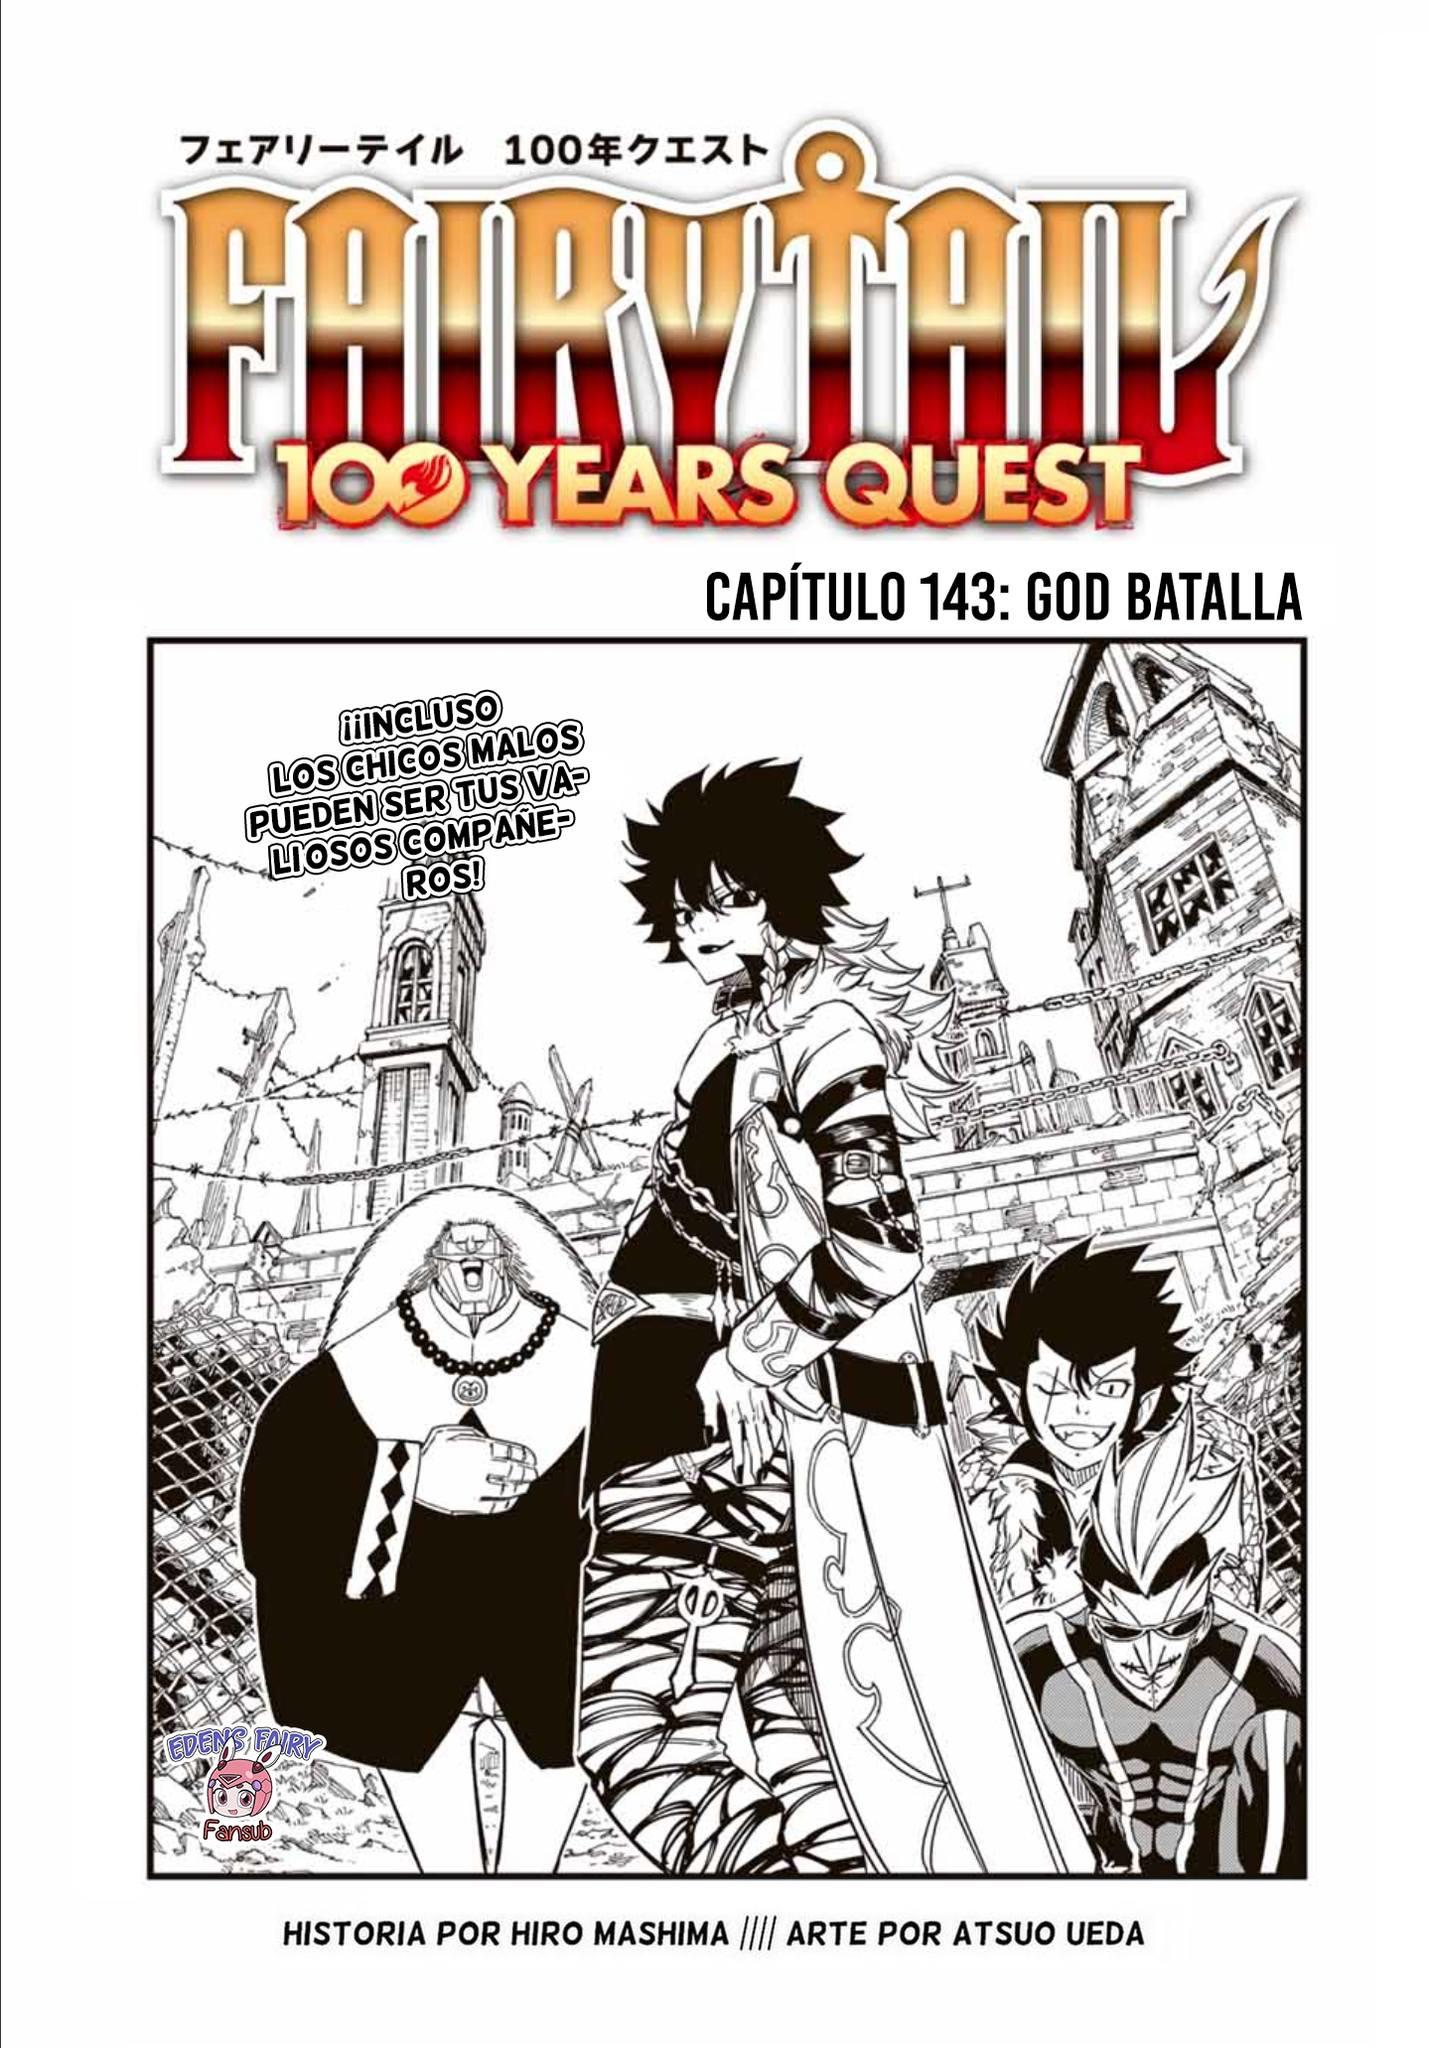 フェアリーテイル 100年クエスト
FAIRY TAIL
100 YEARS QUEST
CAPÍTULO 143: GOD BATALLA
¡¡INCLUSO
LOS CHICOS MALOS
PUEDEN SER TUS VA-
LIOSOS COMPAÑE-
ROS!
EDENS FAIRY
Fansub
HISTORIA POR HIRO MASHIMA //// ARTE POR ATSUO UEDA